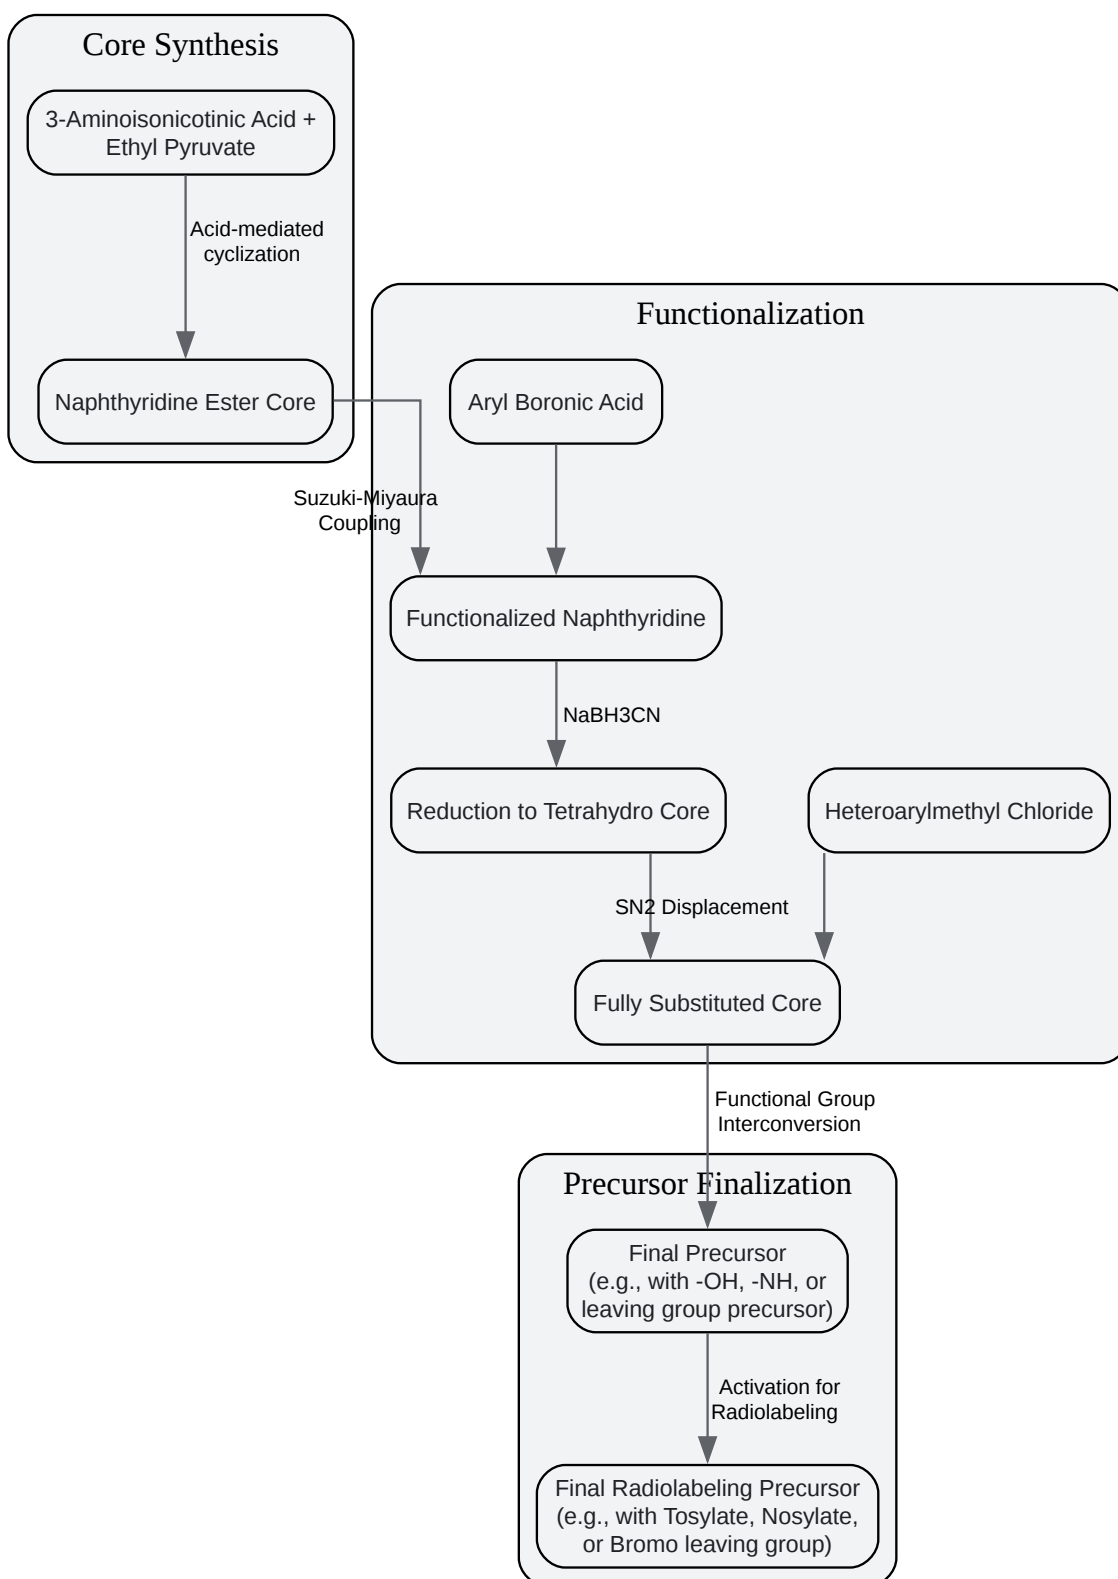 Core Synthesis
3-Aminoisonicotinic Acid +
Ethyl Pyruvate
Acid-mediated
cyclization
Naphthyridine Ester Core
Functionalization
Aryl Boronic Acid
Suzuki-Miyaura
Coupling
Functionalized Naphthyridine
NaBH3CN
Reduction to Tetrahydro Core
Heteroarylmethyl Chloride
SN2 Displacement
Fully Substituted Core
Functional Group
Interconversion
Precursor Finalization
Final Precursor
(e.g., with -OH, -NH, or
leaving group precursor)
Activation for
Radiolabeling
Final Radiolabeling Precursor
(e.g., with Tosylate, Nosylate,
or Bromo leaving group)